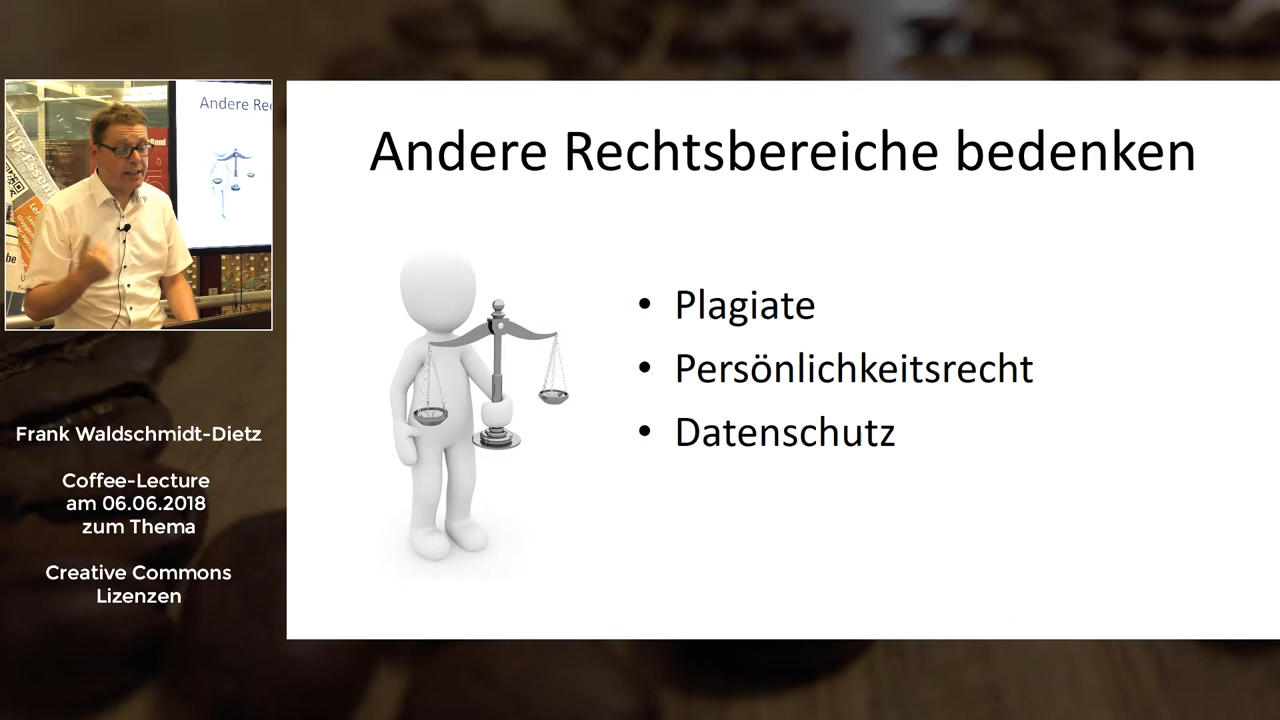 Andere Rechtsbereiche bedenken
• Plagiate
• Persönlichkeitsrecht
• Datenschutz
Andere Rec
Frank Waldschmidt-Dietz
Coffee-Lecture
am 06.06.2018
zum Thema
Creative Commons
Lizenzen